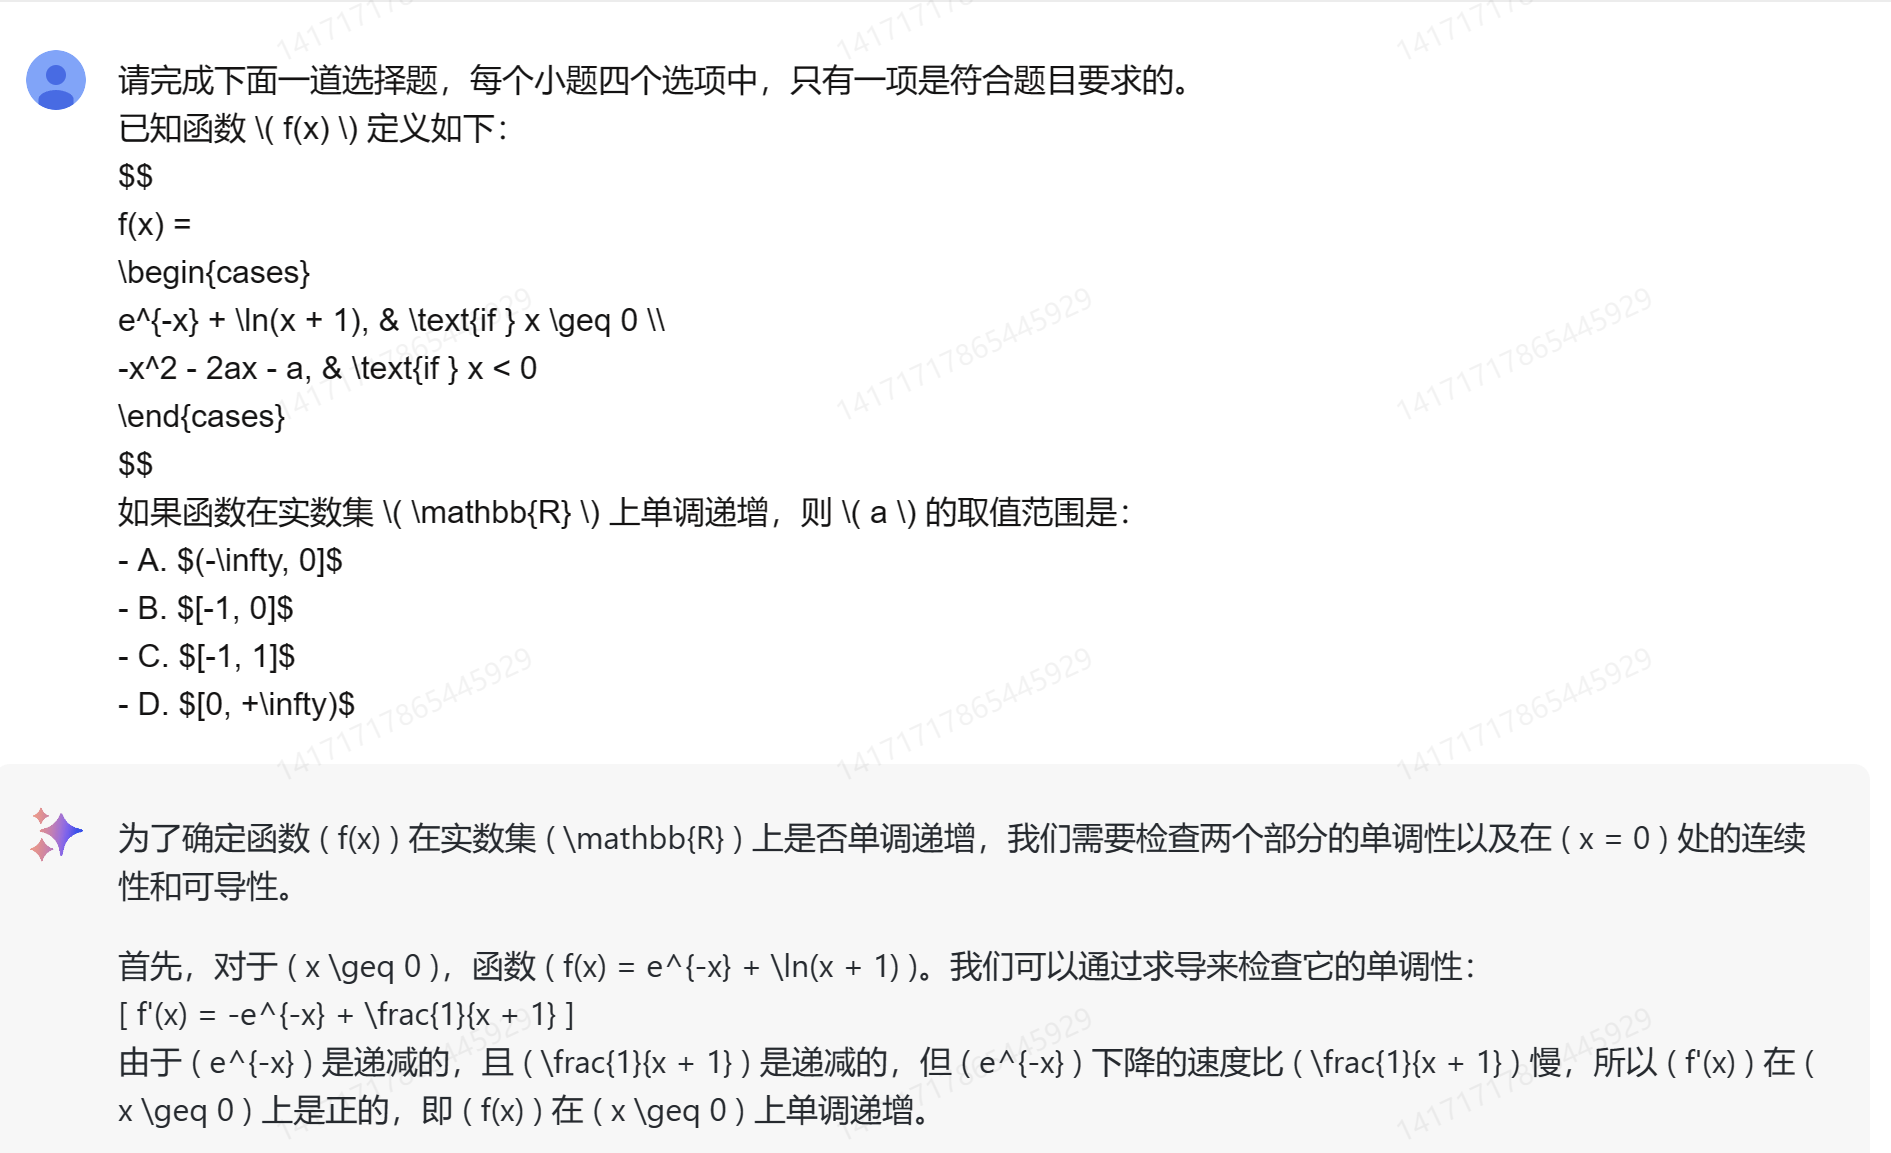 请完成下面一道选择题，每个小题四个选项中，只有一项是符合题目要求的。
已知函数 \( f(x) \) 定义如下：
$$
f(x) =
\begin{cases}
e^{-x} + \ln(x + 1), & \text{if } x \geq 0 \\
-x^2 - 2ax - a, & \text{if } x < 0
\end{cases}
$$
如果函数在实数集 \( \mathbb{R} \) 上单调递增，则 \( a \) 的取值范围是：
- A. $(-\infty, 0]$
- B. $[-1, 0]$
- C. $[-1, 1]$
- D. $[0, +\infty)$
为了确定函数 ( f(x) ) 在实数集 ( \mathbb{R} ) 上是否单调递增，我们需要检查两个部分的单调性以及在 ( x = 0 ) 处的连续
性和可导性。
首先，对于 ( x \geq 0 )，函数 ( f(x) = e^{-x} + \ln(x + 1) )。我们可以通过求导来检查它的单调性：
[ f'(x) = -e^{-x} + \frac{1}{x + 1} ]
由于 ( e^{-x} ) 是递减的，且 ( \frac{1}{x + 1} ) 是递减的，但 ( e^{-x} ) 下降的速度比 ( \frac{1}{x + 1} ) 慢，所以 ( f'(x) ) 在 (
x \geq 0 ) 上是正的，即 ( f(x) ) 在 ( x \geq 0 ) 上单调递增。
14171717865445929